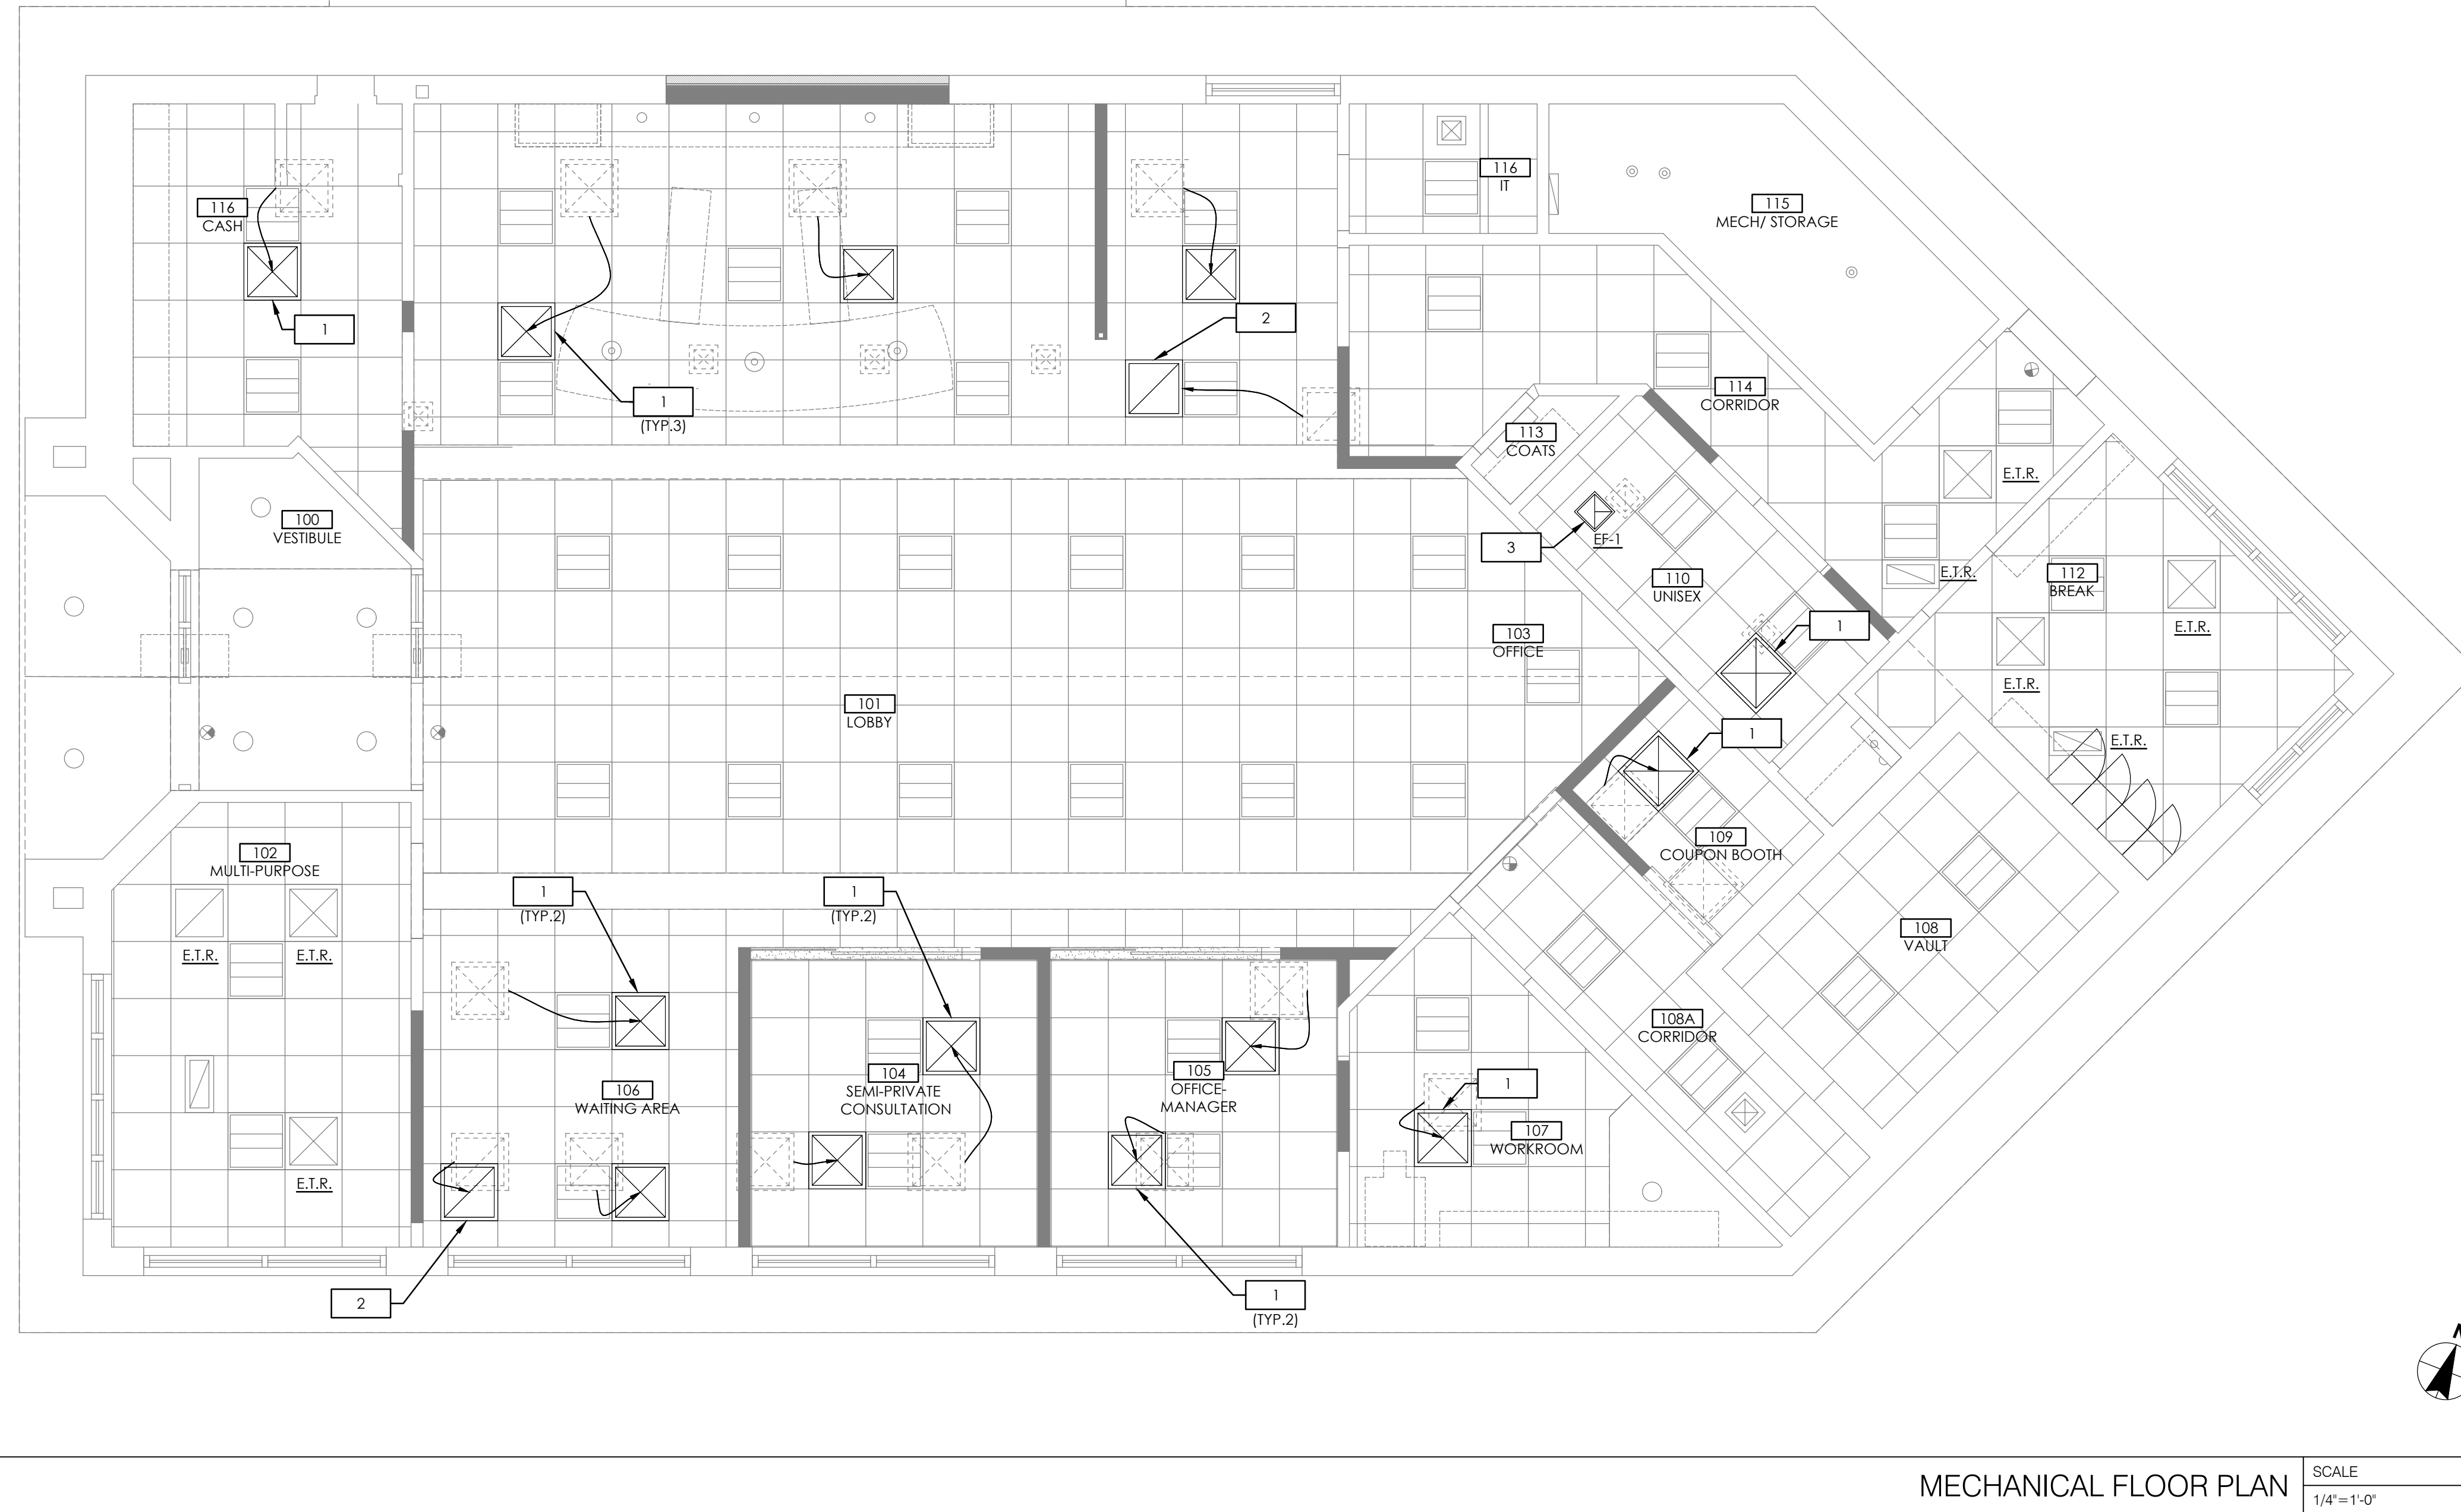 116
CASH
1
1
(TYP.3)
2
116
IT
115
MECH/ STORAGE
114
CORRIDOR
113
COATS
E.T.R.
100
VESTIBULE
3
EF-1
110
UNISEX
E.T.R.
112
BREAK
1
E.T.R.
103
OFFICE
E.T.R.
101
LOBBY
1
E.T.R.
109
COUPON BOOTH
102
MULTI-PURPOSE
1
(TYP.2)
1
(TYP.2)
108
VAULT
E.T.R.
E.T.R.
108A
CORRIDOR
104
SEMI-PRIVATE
CONSULTATION
105
OFFICE-
MANAGER
1
106
WAITING AREA
107
WORKROOM
E.T.R.
2
1
(TYP.2)
MECHANICAL FLOOR PLAN
SCALE
1/4"=1'-0"